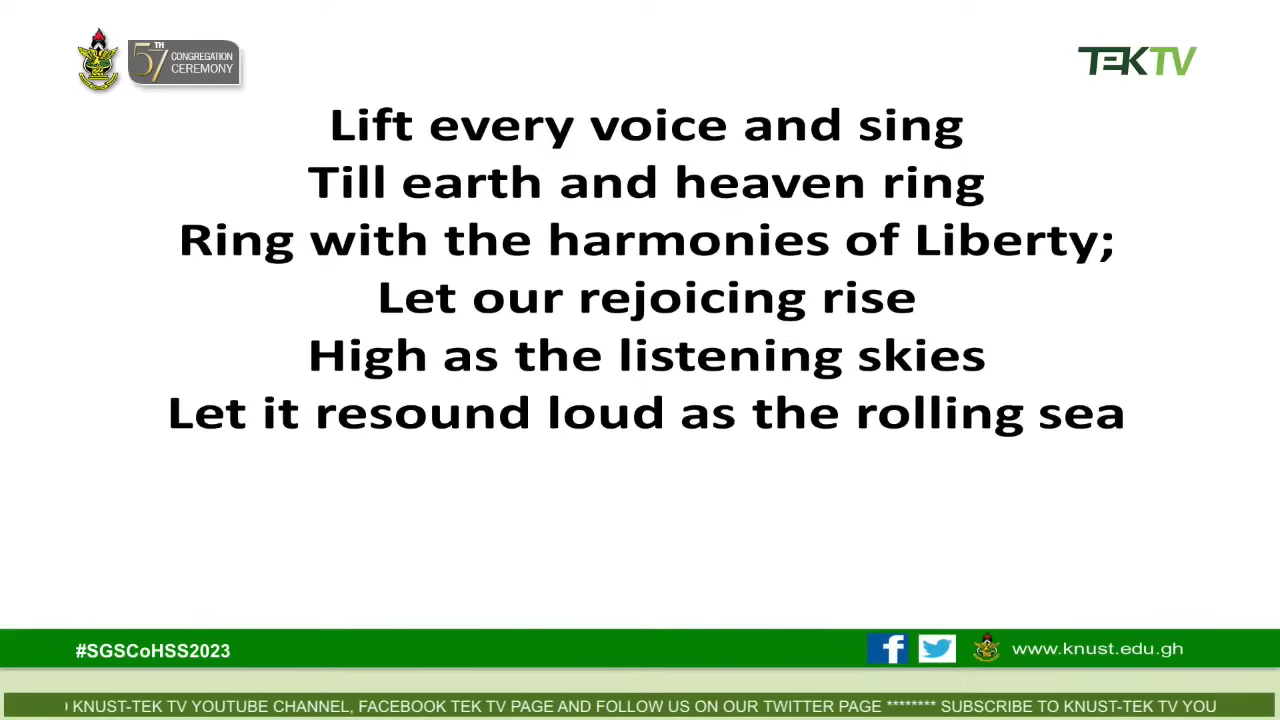 57TH CONGREGATION
CEREMONY
TEKTV
Lift every voice and sing
Till earth and heaven ring
Ring with the harmonies of Liberty;
Let our rejoicing rise
High as the listening skies
Let it resound loud as the rolling sea
#SGSCoHSS2023
www.knust.edu.gh
KNUST-TEK TV YOUTUBE CHANNEL, FACEBOOK TEK TV PAGE AND FOLLOW US ON OUR TWITTER PAGE ******** SUBSCRIBE TO KNUST-TEK TV YOU